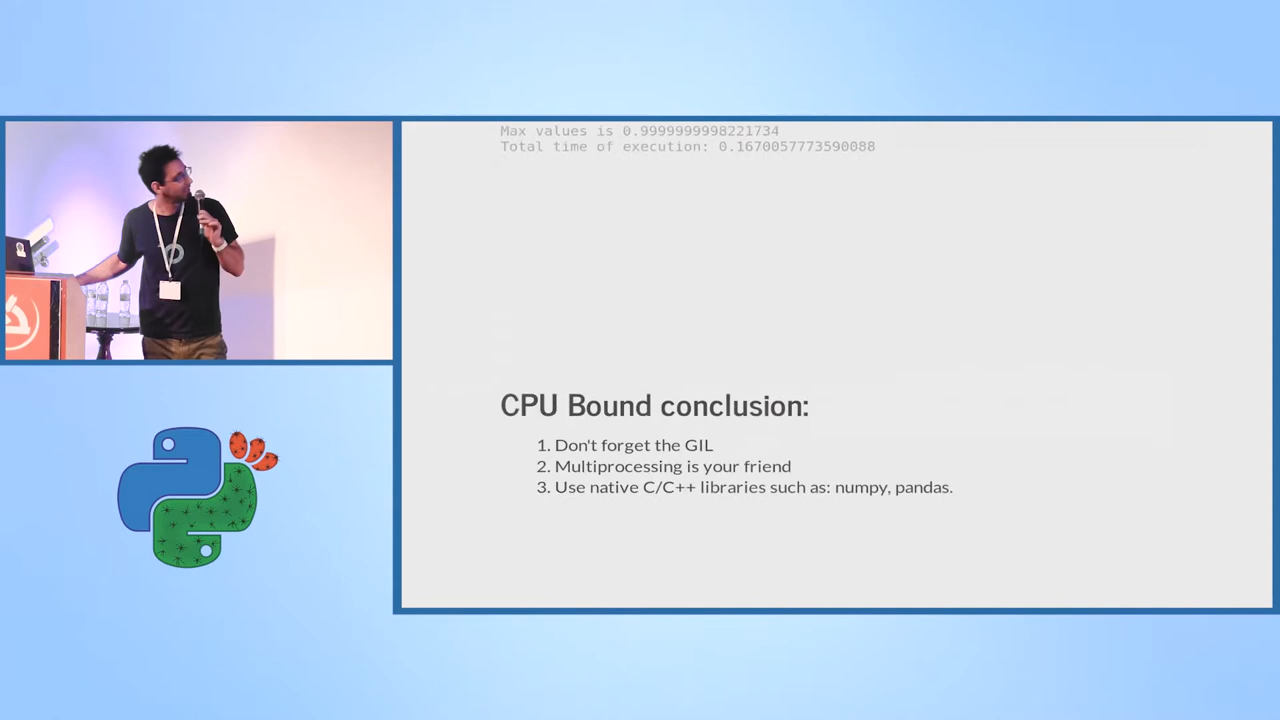 Max values is 0.9999999998221734
Total time of execution: 0.1670057773590088
CPU Bound conclusion:
1. Don't forget the GIL
2. Multiprocessing is your friend
3. Use native C/C++ libraries such as: numpy, pandas.